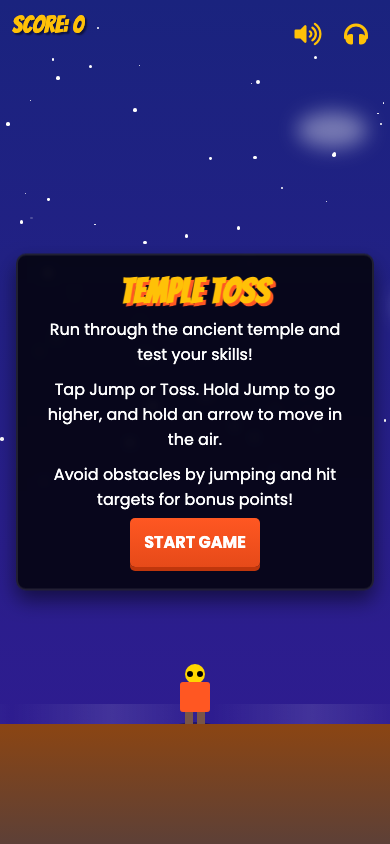 SCORE: 0
TEMPLE TOSS
Run through the ancient temple and
test your skills!
Tap Jump or Toss. Hold Jump to go
higher, and hold an arrow to move in
the air.
Avoid obstacles by jumping and hit
targets for bonus points!
START GAME